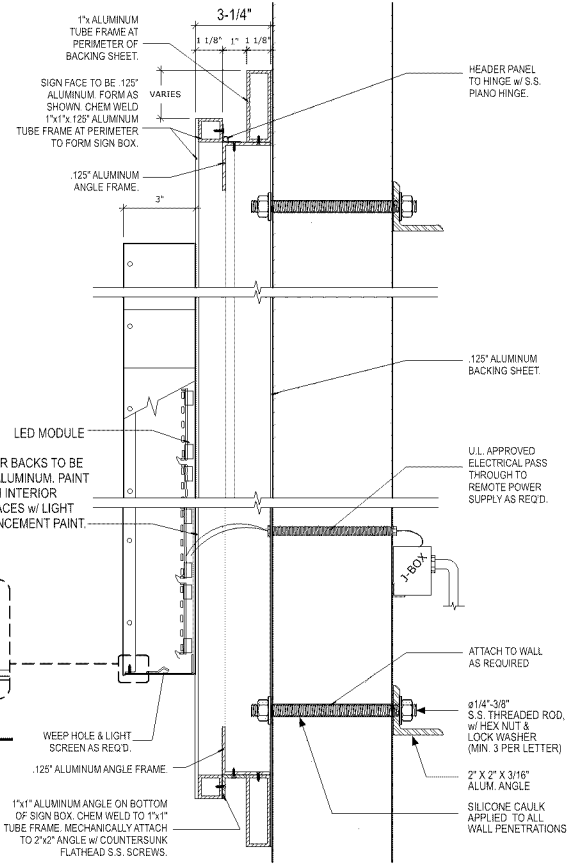 3-1/4"
1 1/8" 1" 1 1/8"
1"x ALUMINUM
TUBE FRAME AT
PERIMETER OF
BACKING SHEET.
VARIES
SIGN FACE TO BE .125"
ALUMINUM. FORM AS
SHOWN. CHEM WELD
1"x1"x.125" ALUMINUM
TUBE FRAME AT PERIMETER
TO FORM SIGN BOX.
.125" ALUMINUM
ANGLE FRAME.
3"
HEADER PANEL
TO HINGE w/ S.S.
PIANO HINGE.
.125" ALUMINUM
BACKING SHEET.
LED MODULE
R BACKS TO BE
ALUMINUM. PAINT
INTERIOR
ACES w/ LIGHT
NCEMENT PAINT.
U.L. APPROVED
ELECTRICAL PASS
THROUGH TO
REMOTE POWER
SUPPLY AS REQ'D.
J-BOX
ATTACH TO WALL
AS REQUIRED
WEEP HOLE & LIGHT
SCREEN AS REQ'D.
.125" ALUMINUM ANGLE FRAME.
ø1/4"-3/8"
S.S. THREADED ROD,
w/ HEX NUT &
LOCK WASHER
(MIN. 3 PER LETTER)
2" X 2" X 3/16"
ALUM. ANGLE
1"x1" ALUMINUM ANGLE ON BOTTOM
OF SIGN BOX. CHEM WELD TO 1"x1"
TUBE FRAME. MECHANICALLY ATTACH
TO 2"x2" ANGLE w/ COUNTERSUNK
FLATHEAD S.S. SCREWS.
SILICONE CAULK
APPLIED TO ALL
WALL PENETRATIONS